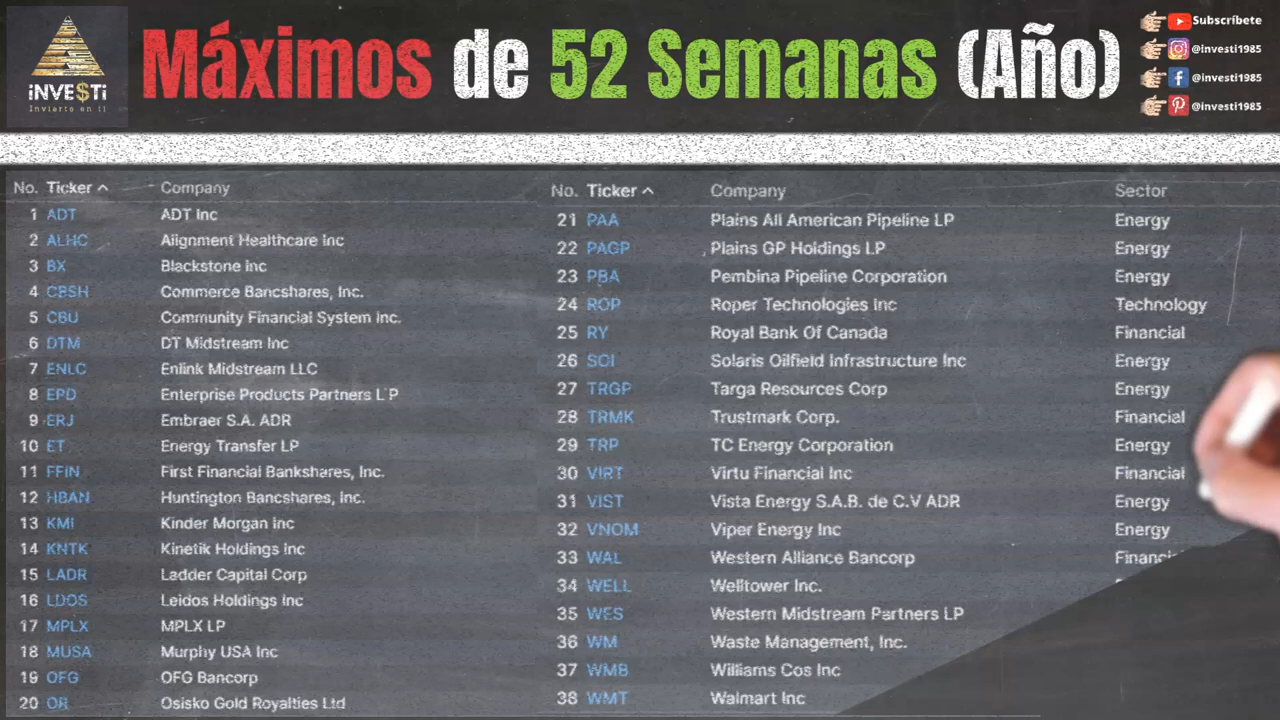 iNVE$Ti
Invierte en ti
Máximos de 52 Semanas (Año)
Subscríbete
@investi1985
@investi1985
@investi1985
No. Ticker Company
1 ADT ADT Inc
2 ALHC Alignment Healthcare Inc
3 BX Blackstone Inc
4 CBSH Commerce Bancshares, Inc.
5 CBU Community Financial System Inc.
6 DTM DT Midstream Inc
7 ENLC Enlink Midstream LLC
8 EPD Enterprise Products Partners L P
9 ERJ Embraer S.A. ADR
10 ET Energy Transfer LP
11 FFIN First Financial Bankshares, Inc.
12 HBAN Huntington Bancshares, Inc.
13 KMI Kinder Morgan Inc
14 KNTK Kinetik Holdings Inc
15 LADR Ladder Capital Corp
16 LDOS Leidos Holdings Inc
17 MPLX MPLX LP
18 MUSA Murphy USA Inc
19 OFG OFG Bancorp
20 OR Osisko Gold Royalties Ltd
No. Ticker Company Sector
21 PAA Plains All American Pipeline LP Energy
22 PAGP Plains GP Holdings LP Energy
23 PBA Pembina Pipeline Corporation Energy
24 ROP Roper Technologies Inc Technology
25 RY Royal Bank Of Canada Financial
26 SOI Solaris Oilfield Infrastructure Inc Energy
27 TRGP Targa Resources Corp Energy
28 TRMK Trustmark Corp. Financial
29 TRP TC Energy Corporation Energy
30 VIRT Virtu Financial Inc Financial
31 VIST Vista Energy S.A.B. de C.V ADR Energy
32 VNOM Viper Energy Inc Energy
33 WAL Western Alliance Bancorp Financi
34 WELL Welltower Inc.
35 WES Western Midstream Partners LP
36 WM Waste Management, Inc.
37 WMB Williams Cos Inc
38 WMT Walmart Inc